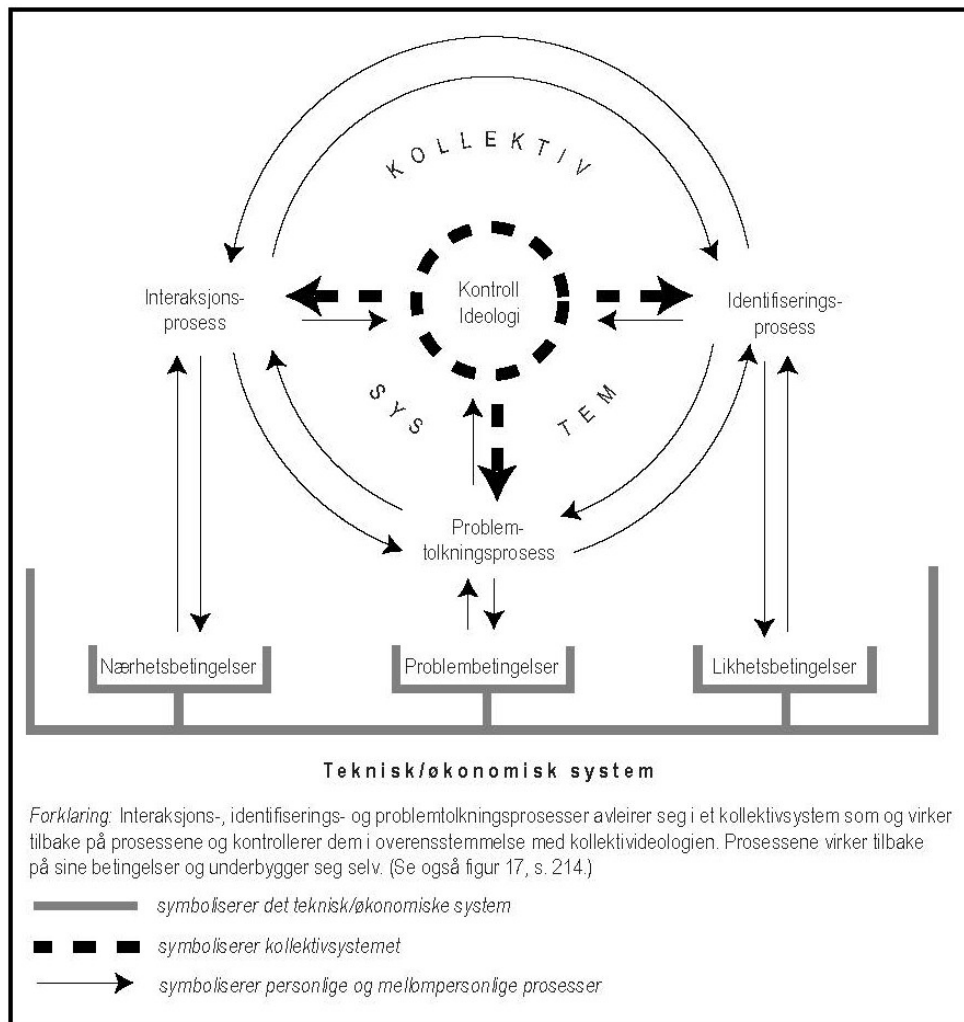 K O L L E K T I V
Interaksjons-
prosess
Kontroll
Ideologi
Identifiserings-
prosess
S Y S
T E M
Problem-
tolkningsprosess
Nærhetsbetingelser
Problembetingelser
Likhetsbetingelser
Teknisk/økonomisk system
Forklaring: Interaksjons-, identifiserings- og problemtolkningsprosesser avleirer seg i et kollektivsystem som og virker
tilbake på prosessene og kontrollerer dem i overensstemmelse med kollektivideologien. Prosessene virker tilbake
på sine betingelser og underbygger seg selv. (Se også figur 17, s. 214.)
symboliserer det teknisk/økonomiske system
symboliserer kollektivsystemet
symboliserer personlige og mellompersonlige prosesser